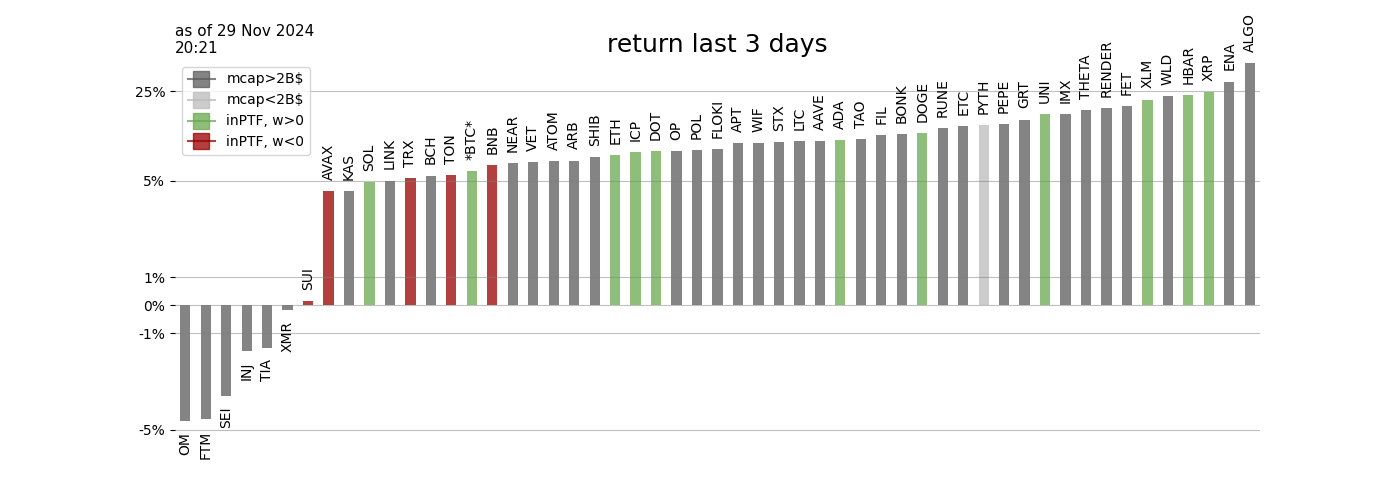 as of 29 Nov 2024
20:21
return last 3 days
mcap>2B$
mcap<2B$
inPTF, w>0
inPTF, w<0
25%
5%
1%
0%
-1%
-5%
OM
FTM
SEI
INJ
TIA
XMR
SUI
AVAX
KAS
SOL
LINK
TRX
BCH
TON
*BTC*
BNB
NEAR
VET
ATOM
ARB
SHIB
ETH
ICP
DOT
OP
POL
FLOKI
APT
WIF
STX
LTC
AAVE
ADA
TAO
FIL
BONK
DOGE
RUNE
ETC
PYTH
PEPE
GRT
UNI
IMX
THETA
RENDER
FET
XLM
WLD
HBAR
XRP
ENA
ALGO